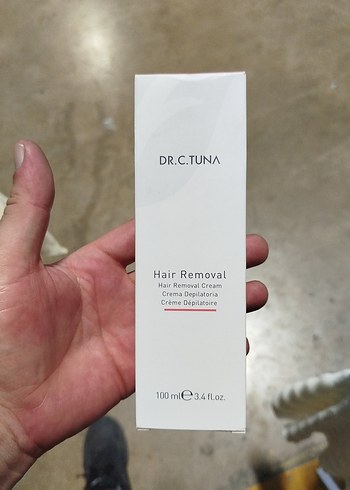 DR.C.TUNA
Hair Removal
Hair Removal Cream
Crema Depilatoria
Crème Dépilatoire
100 ml ℮ 3.4 fl.oz.